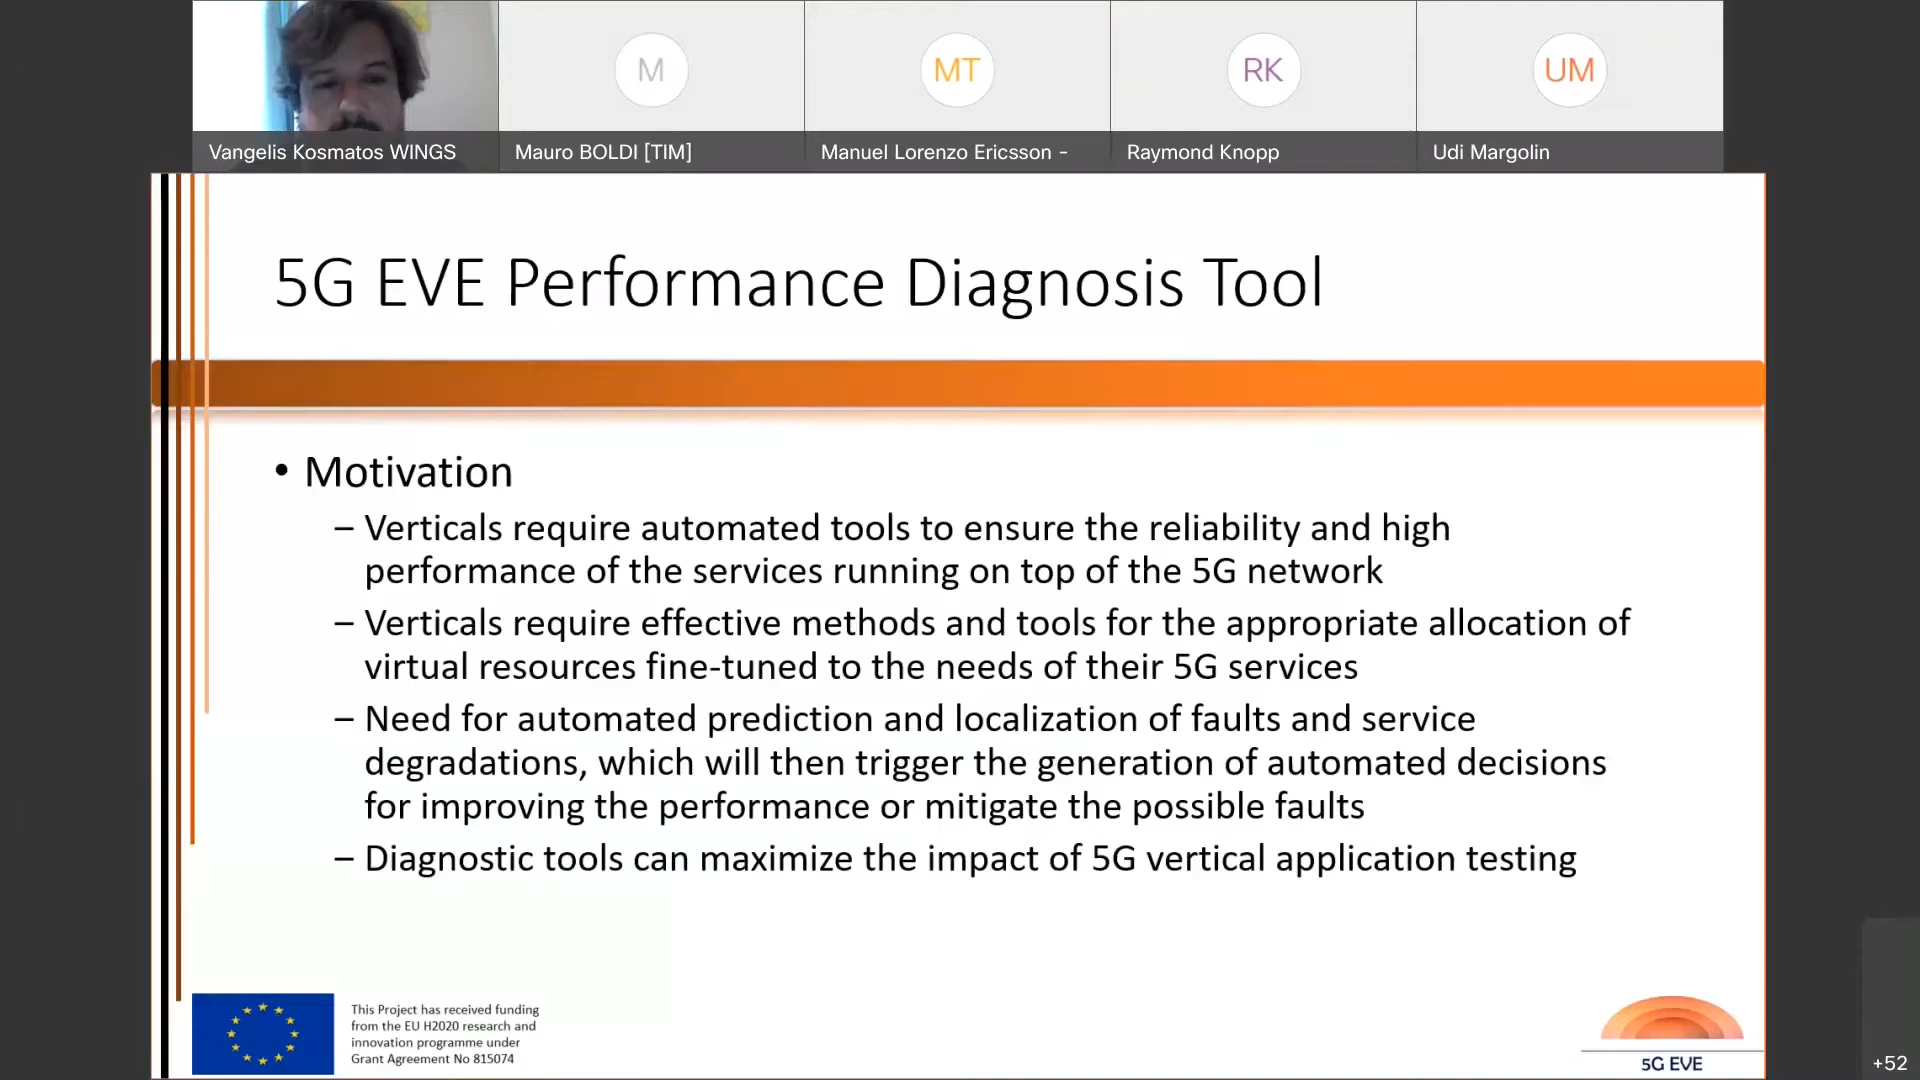 M
MT
RK
UM
Vangelis Kosmatos WINGS
Mauro BOLDI [TIM]
Manuel Lorenzo Ericsson -
Raymond Knopp
Udi Margolin
5G EVE Performance Diagnosis Tool
• Motivation
– Verticals require automated tools to ensure the reliability and high
performance of the services running on top of the 5G network
– Verticals require effective methods and tools for the appropriate allocation of
virtual resources fine-tuned to the needs of their 5G services
– Need for automated prediction and localization of faults and service
degradations, which will then trigger the generation of automated decisions
for improving the performance or mitigate the possible faults
– Diagnostic tools can maximize the impact of 5G vertical application testing
This Project has received funding
from the EU H2020 research and
innovation programme under
Grant Agreement No 815074
5G EVE
+52